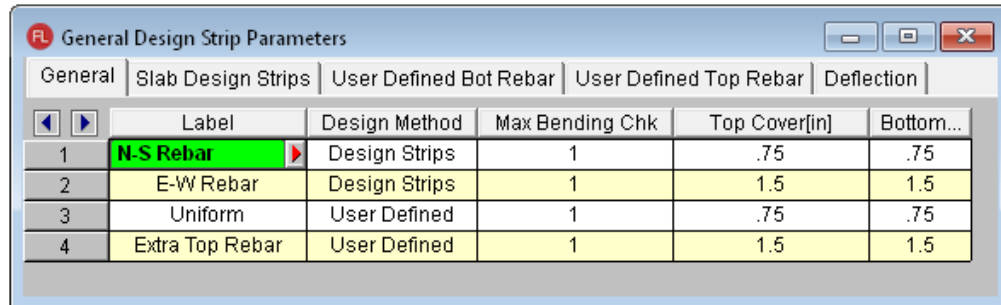 FL General Design Strip Parameters
General Slab Design Strips User Defined Bot Rebar User Defined Top Rebar Deflection
Label Design Method Max Bending Chk Top Cover[in] Bottom...
1 N-S Rebar Design Strips 1 .75 .75
2 E-W Rebar Design Strips 1 1.5 1.5
3 Uniform User Defined 1 .75 .75
4 Extra Top Rebar User Defined 1 1.5 1.5